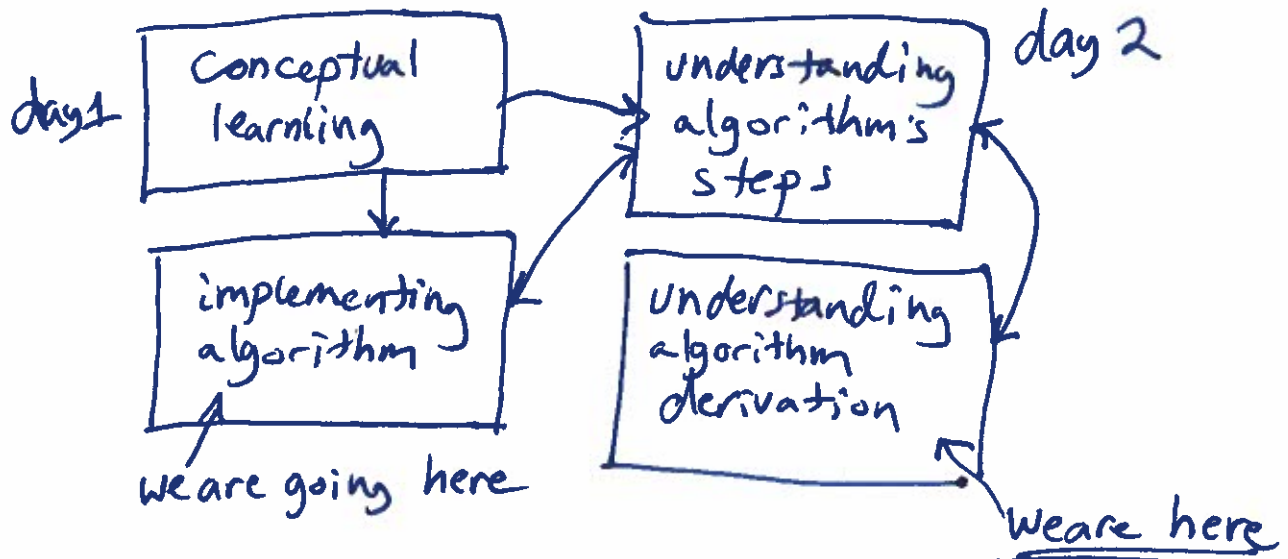 day1
conceptual
learning
understanding
algorithm's
steps
day 2
implementing
algorithm
we are going here
understanding
algorithm
derivation
we are here